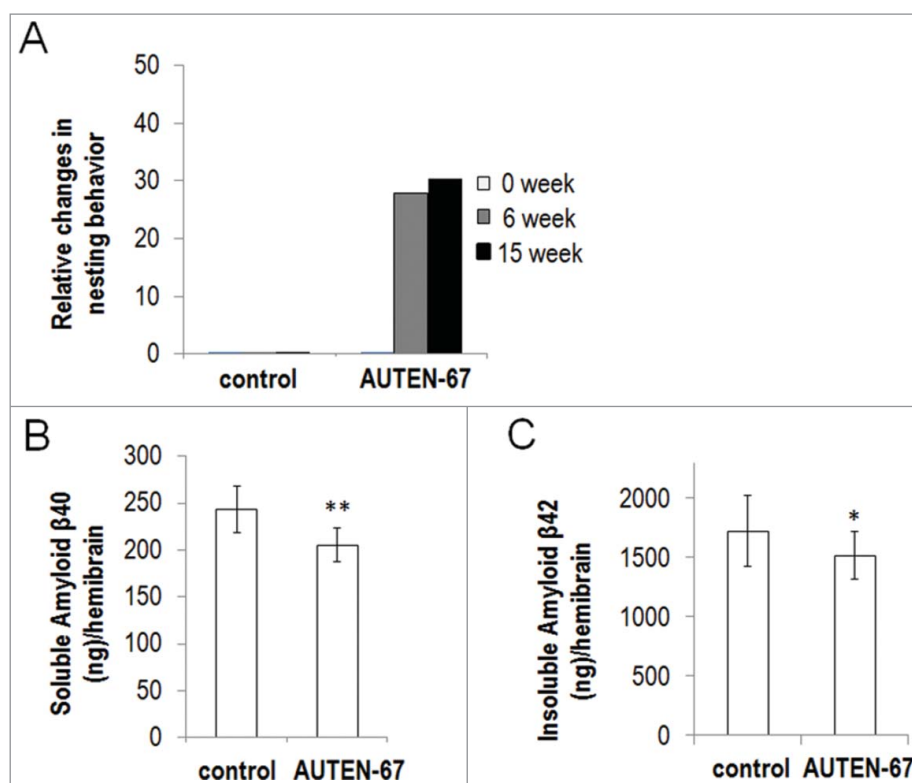 A
Relative changes in
nesting behavior
50
40
30
20
10
0
control
AUTEN-67
0 week
6 week
15 week
B
Soluble Amyloid β40
(ng)/hemibrain
300
250
200
150
100
50
0
**
control
AUTEN-67
C
Insoluble Amyloid β42
(ng)/hemibrain
2000
1500
1000
500
0
*
control
AUTEN-67